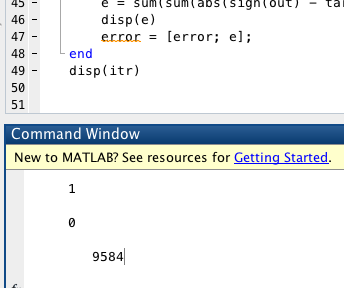 45 - e = sum(sum(abs(sign(out) - ta
46 - disp(e)
47 - error = [error; e];
48 - end
49 - disp(itr)
50
51
Command Window
New to MATLAB? See resources for Getting Started.
1
0
9584